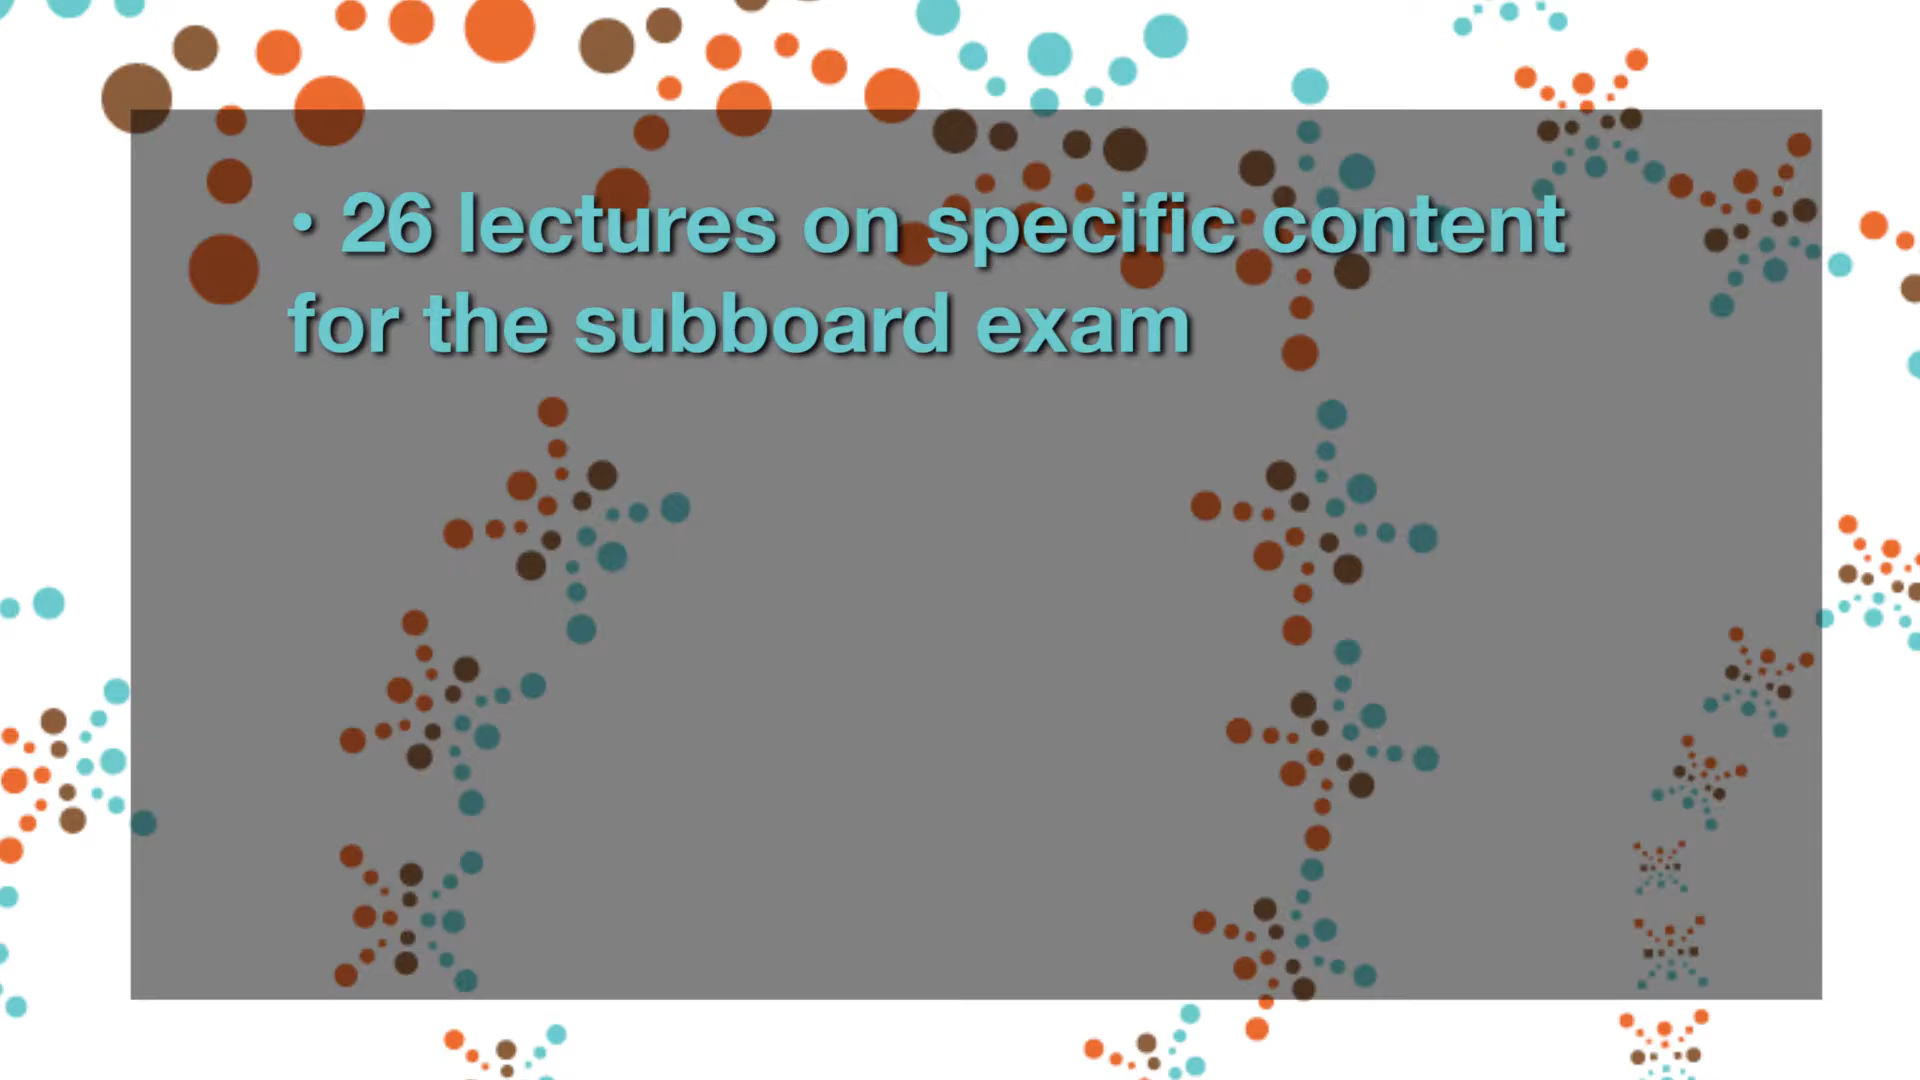 • 26 lectures on specific content
for the subboard exam